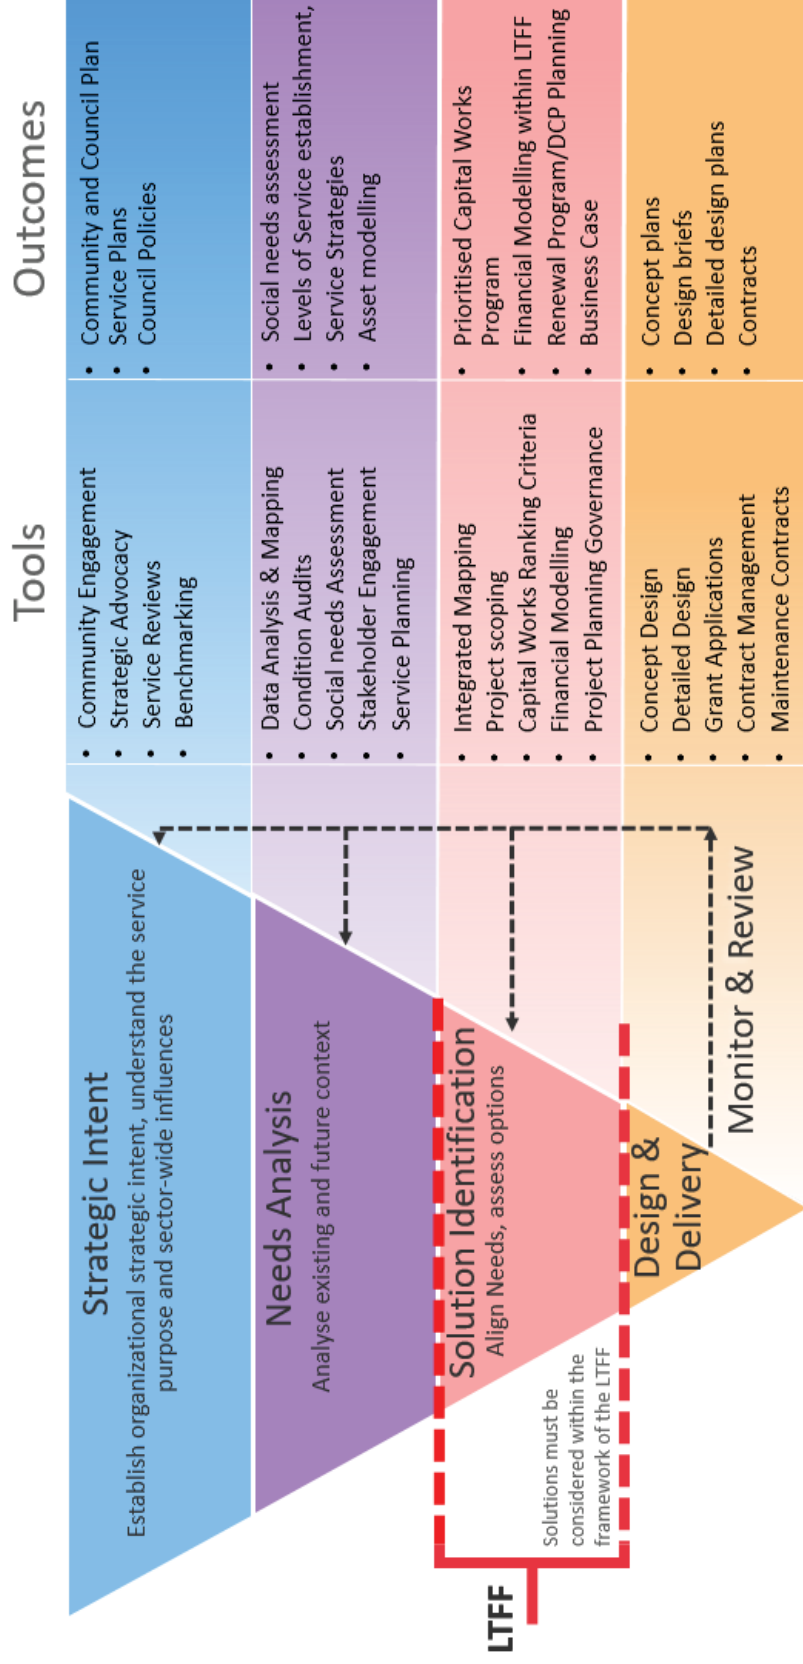 Tools
Outcomes
Strategic Intent
Establish organizational strategic intent, understand the service
purpose and sector-wide influences
• Community Engagement
• Strategic Advocacy
• Service Reviews
• Benchmarking
• Community and Council Plan
• Service Plans
• Council Policies
Needs Analysis
Analyse existing and future context
• Data Analysis & Mapping
• Condition Audits
• Social needs Assessment
• Stakeholder Engagement
• Service Planning
• Social needs assessment
• Levels of Service establishment,
• Service Strategies
• Asset modelling
LTFF
Solutions must be
considered within the
framework of the LTFF
Solution Identification
Align Needs, assess options
• Integrated Mapping
• Project scoping
• Capital Works Ranking Criteria
• Financial Modelling
• Project Planning Governance
• Prioritised Capital Works
Program
• Financial Modelling within LTFF
• Renewal Program/DCP Planning
• Business Case
Design &
Delivery
Monitor & Review
• Concept Design
• Detailed Design
• Grant Applications
• Contract Management
• Maintenance Contracts
• Concept plans
• Design briefs
• Detailed design plans
• Contracts